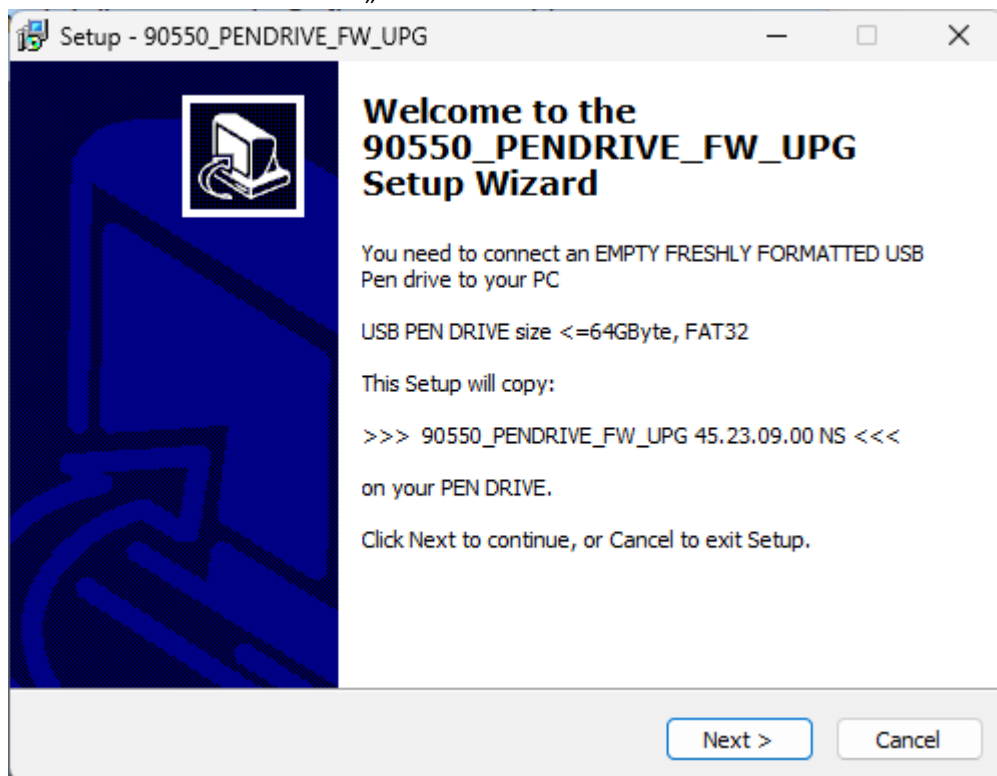 Setup - 90550_PENDRIVE_FW_UPG
Welcome to the
90550_PENDRIVE_FW_UPG
Setup Wizard
You need to connect an EMPTY FRESHLY FORMATTED USB
Pen drive to your PC
USB PEN DRIVE size <=64GByte, FAT32
This Setup will copy:
>>> 90550_PENDRIVE_FW_UPG 45.23.09.00 NS <<<
on your PEN DRIVE.
Click Next to continue, or Cancel to exit Setup.
Next >
Cancel